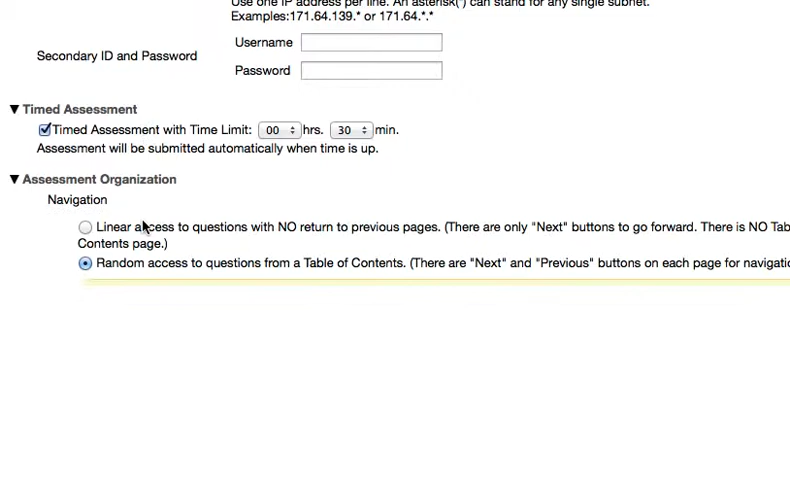 Use one IP address per line. An asterisk(*) can stand for any single subnet.
Examples:171.64.139.* or 171.64.*.*
Secondary ID and Password
Username
Password
▼ Timed Assessment
Timed Assessment with Time Limit: 00 hrs. 30 min.
Assessment will be submitted automatically when time is up.
▼ Assessment Organization
Navigation
Linear access to questions with NO return to previous pages. (There are only "Next" buttons to go forward. There is NO Tab
Contents page.)
Random access to questions from a Table of Contents. (There are "Next" and "Previous" buttons on each page for navigatio